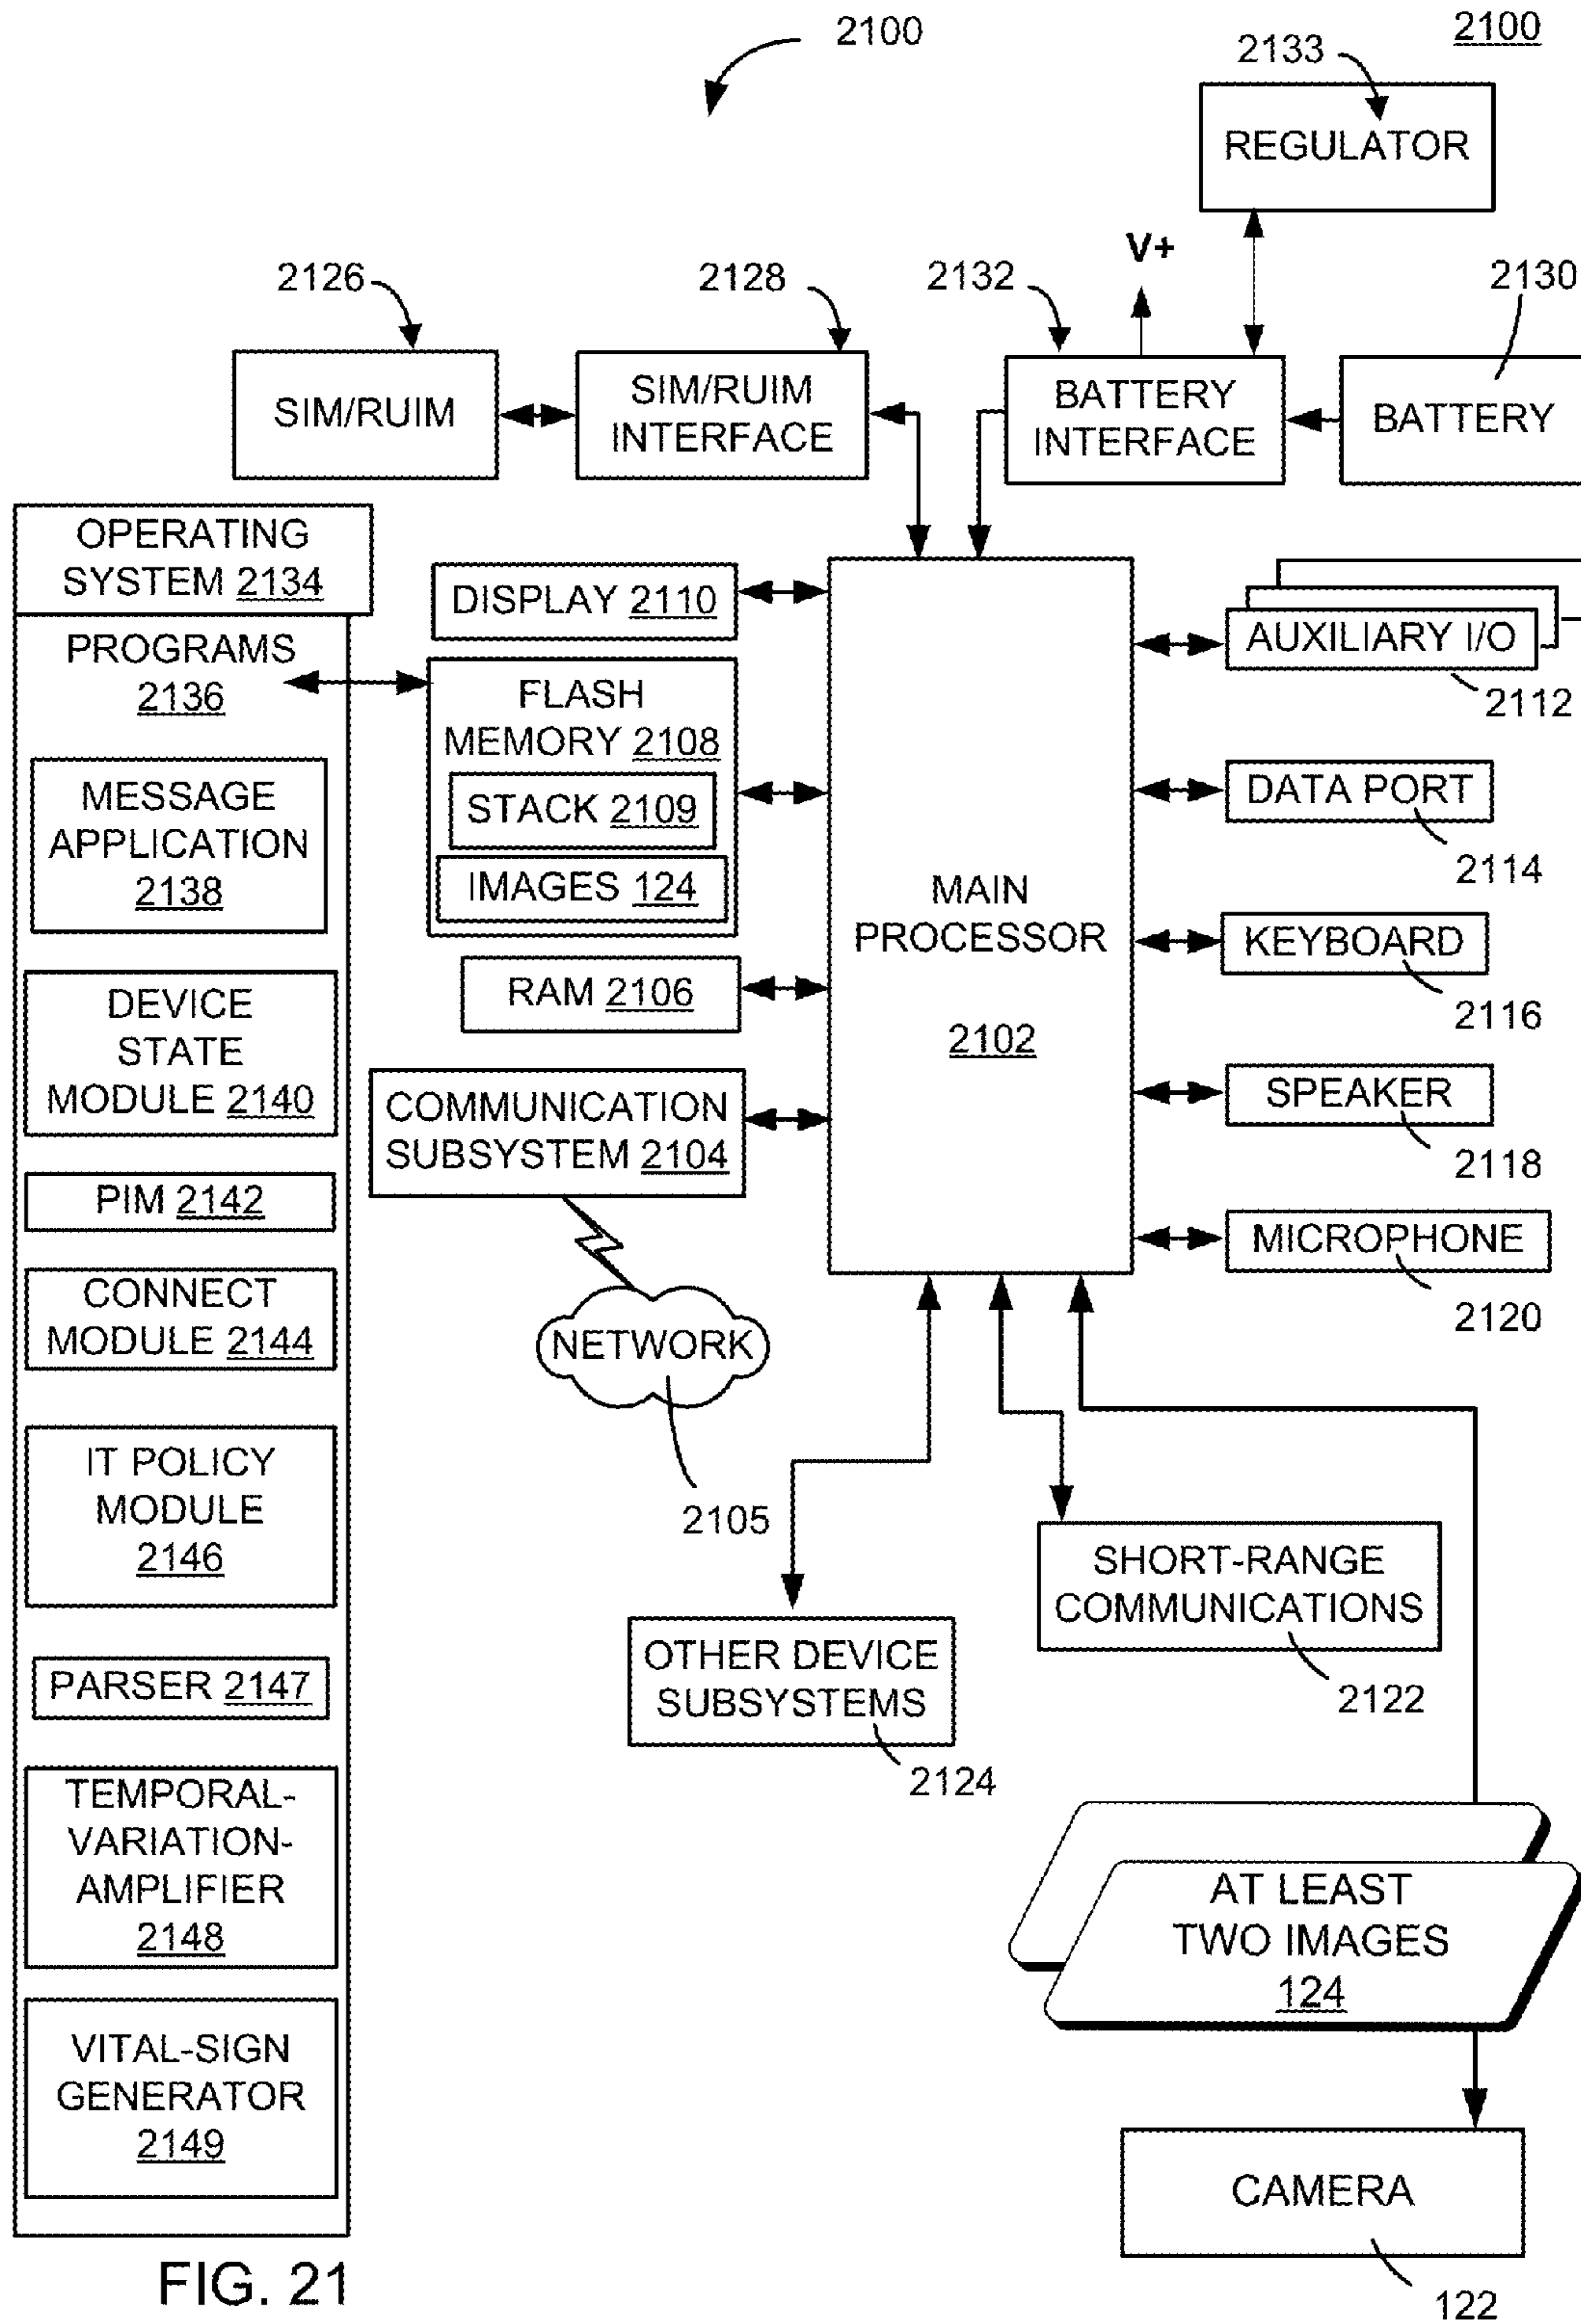 2100
2100
2133
REGULATOR
V+
2126
2128
2132
2130
SIM/RUIM
SIM/RUIM
INTERFACE
BATTERY
INTERFACE
BATTERY
OPERATING
SYSTEM 2134
PROGRAMS
2136
MESSAGE
APPLICATION
2138
DEVICE
STATE
MODULE 2140
PIM 2142
CONNECT
MODULE 2144
IT POLICY
MODULE
2146
PARSER 2147
TEMPORAL-
VARIATION-
AMPLIFIER
2148
VITAL-SIGN
GENERATOR
2149
DISPLAY 2110
FLASH
MEMORY 2108
STACK 2109
IMAGES 124
RAM 2106
COMMUNICATION
SUBSYSTEM 2104
NETWORK
2105
MAIN
PROCESSOR
2102
AUXILIARY I/O
2112
DATA PORT
2114
KEYBOARD
2116
SPEAKER
2118
MICROPHONE
2120
SHORT-RANGE
COMMUNICATIONS
2122
OTHER DEVICE
SUBSYSTEMS
2124
AT LEAST
TWO IMAGES
124
CAMERA
122
FIG. 21